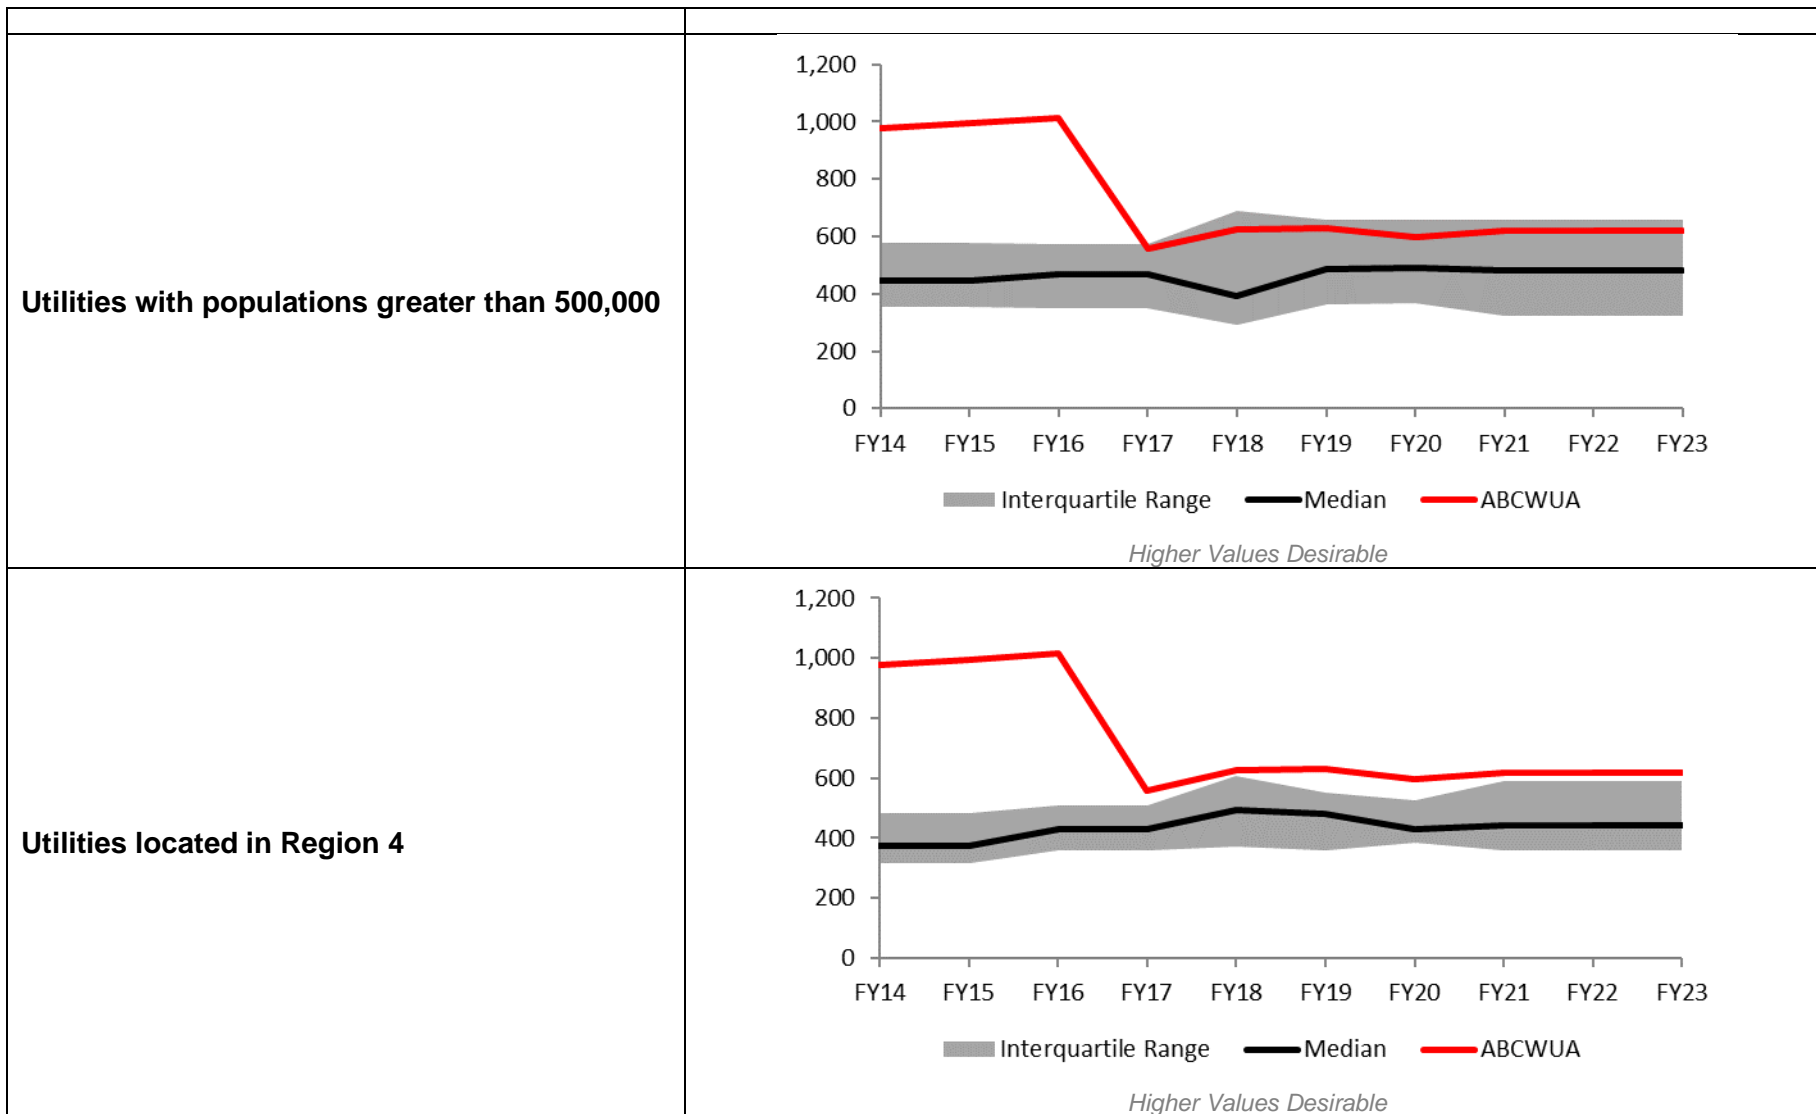 1,200
1,000
800
600
400
200
0
FY14 FY15 FY16 FY17 FY18 FY19 FY20 FY21 FY22 FY23
Interquartile Range Median ABCWUA
Higher Values Desirable
Utilities with populations greater than 500,000
1,200
1,000
800
600
400
200
0
FY14 FY15 FY16 FY17 FY18 FY19 FY20 FY21 FY22 FY23
Interquartile Range Median ABCWUA
Higher Values Desirable
Utilities located in Region 4